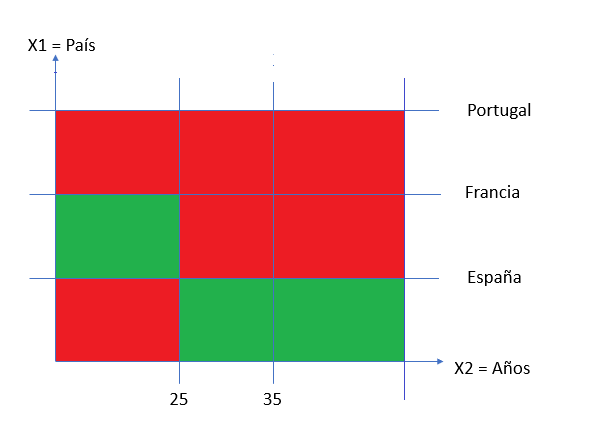 X1 = País
Portugal
Francia
España
X2 = Años
25
35